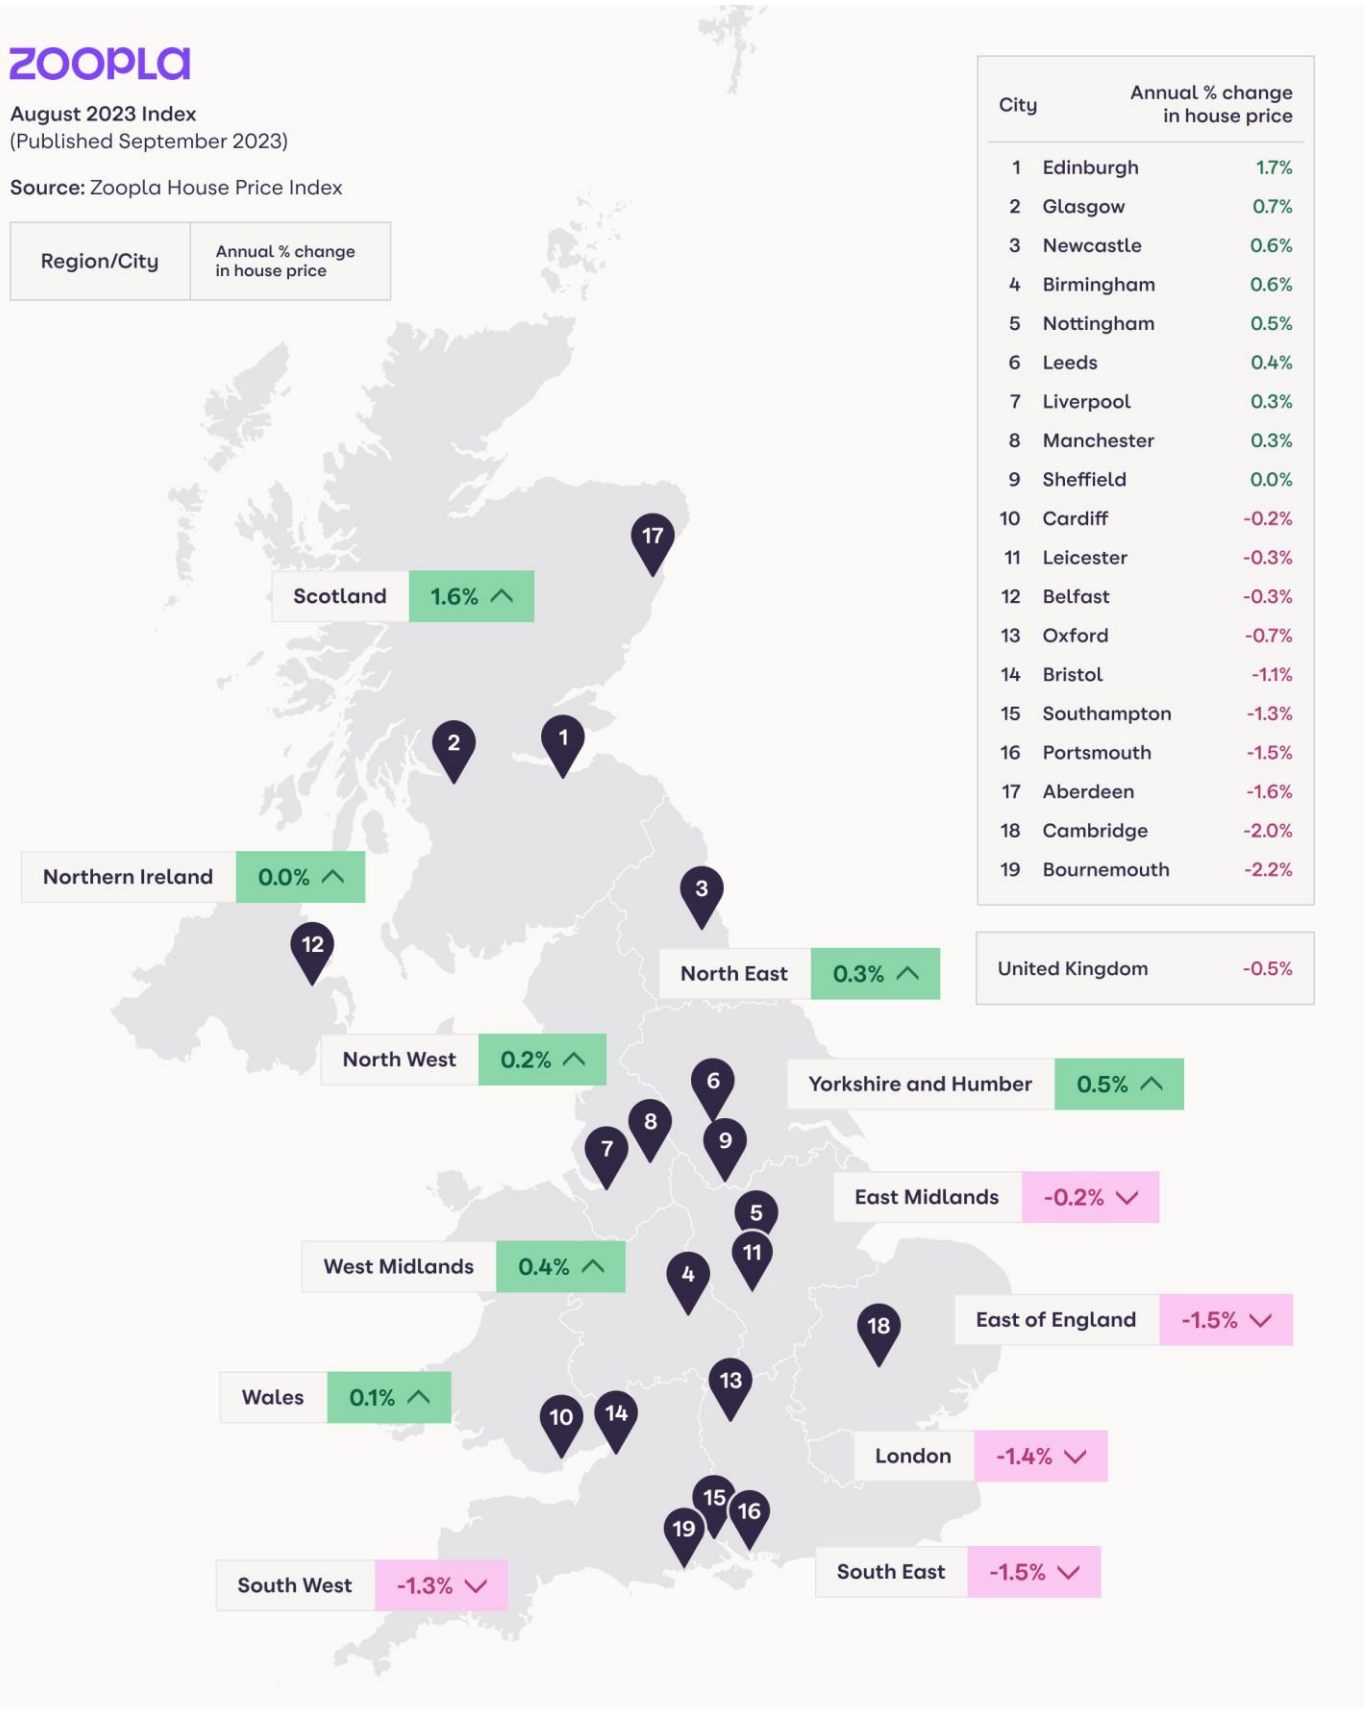 zoopla
August 2023 Index
(Published September 2023)
Source: Zoopla House Price Index
Region/City
Annual % change
in house price
City
Annual % change
in house price
1 Edinburgh 1.7%
2 Glasgow 0.7%
3 Newcastle 0.6%
4 Birmingham 0.6%
5 Nottingham 0.5%
6 Leeds 0.4%
7 Liverpool 0.3%
8 Manchester 0.3%
9 Sheffield 0.0%
10 Cardiff -0.2%
11 Leicester -0.3%
12 Belfast -0.3%
13 Oxford -0.7%
14 Bristol -1.1%
15 Southampton -1.3%
16 Portsmouth -1.5%
17 Aberdeen -1.6%
18 Cambridge -2.0%
19 Bournemouth -2.2%
United Kingdom -0.5%
17
Scotland 1.6%
2
1
Northern Ireland 0.0%
3
12
North East 0.3%
North West 0.2%
6
Yorkshire and Humber 0.5%
8
9
7
East Midlands -0.2%
5
11
West Midlands 0.4%
4
East of England -1.5%
18
13
Wales 0.1%
10
14
London -1.4%
15
16
19
South East -1.5%
South West -1.3%